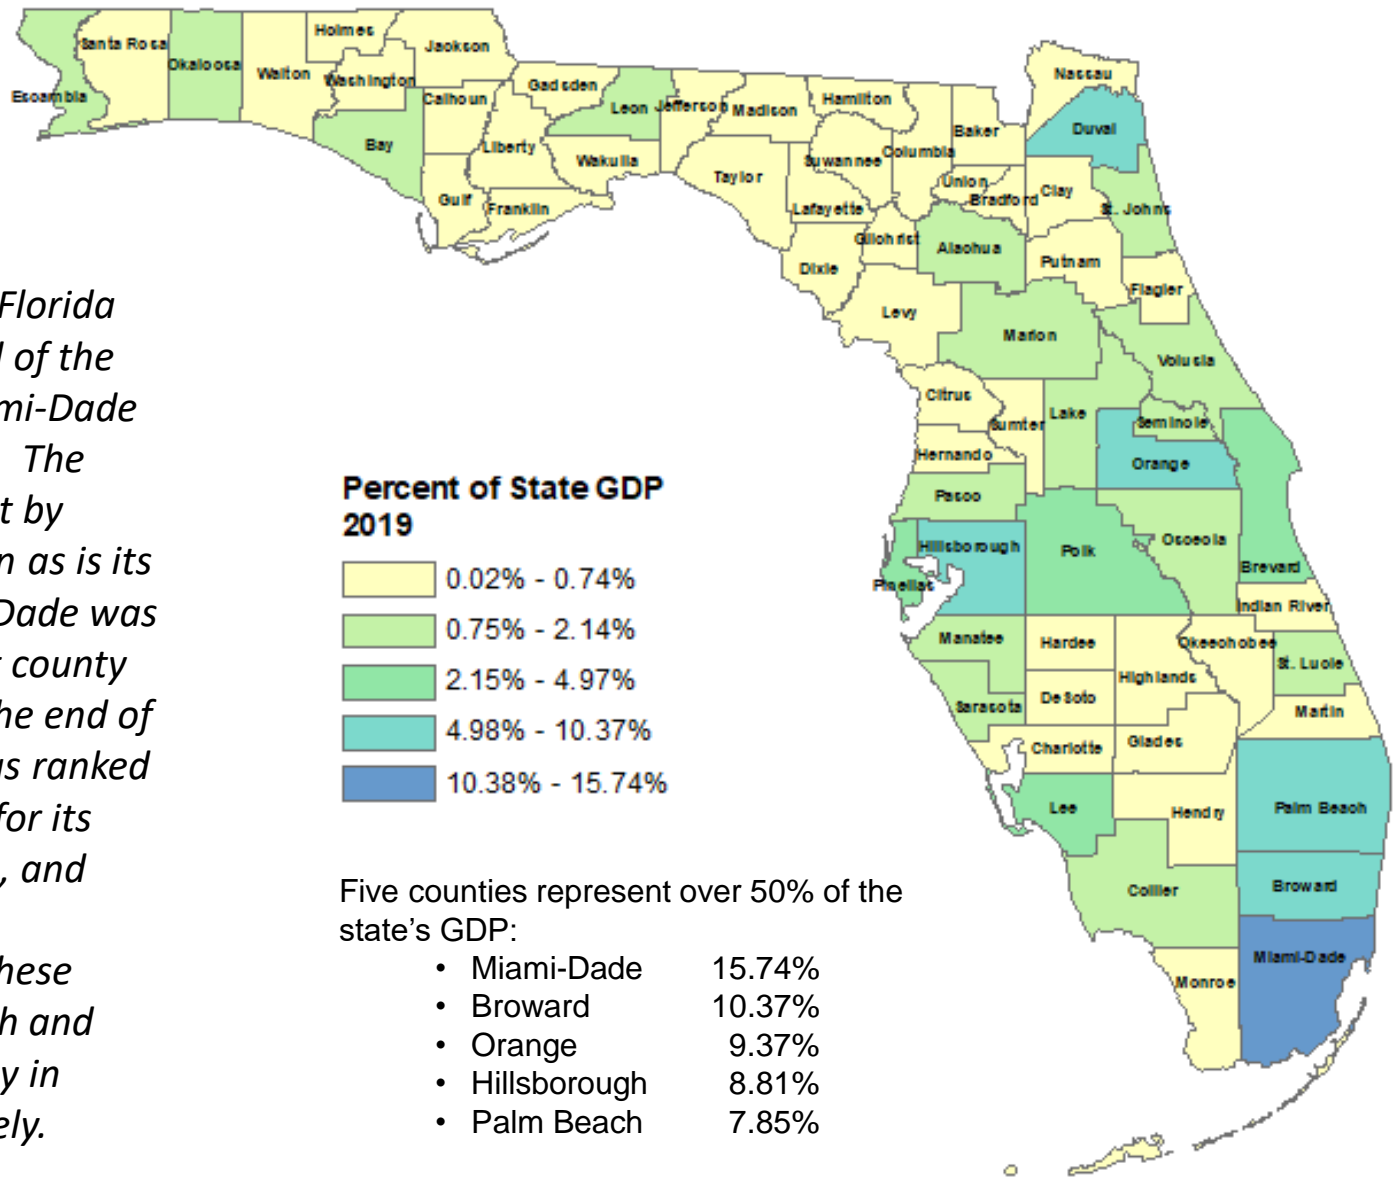 Holmes
Jackson
Santa Rosa
Okaloosa
Walton
Washington
Escambia
Calhoun
Gadsden
Leon
Jefferson
Madison
Hamilton
Nassau
Duval
Baker
Bay
Liberty
Wakulla
Suwannee
Columbia
Taylor
Union
Bradford
Clay
Gulf
Franklin
Lafayette
St. Johns
Gilchrist
Alachua
Dixie
Putnam
Flagler
Levy
Marion
Volusia
Citrus
Sumter
Lake
Seminole
Hernando
Orange
Pasco
Osceola
Hillsborough
Polk
Brevard
Pinellas
Indian River
Manatee
Hardee
Okeechobee
St. Lucie
Highlands
DeSoto
Sarasota
Martin
Charlotte
Glades
Lee
Hendry
Palm Beach
Collier
Broward
Miami-Dade
Monroe
Florida
of the
mi-Dade
The
t by
n as is its
Dade was
county
he end of
as ranked
for its
, and
hese
h and
y in
ely.
Percent of State GDP
2019
0.02% - 0.74%
0.75% - 2.14%
2.15% - 4.97%
4.98% - 10.37%
10.38% - 15.74%
Five counties represent over 50% of the
state's GDP:
• Miami-Dade 15.74%
• Broward 10.37%
• Orange 9.37%
• Hillsborough 8.81%
• Palm Beach 7.85%